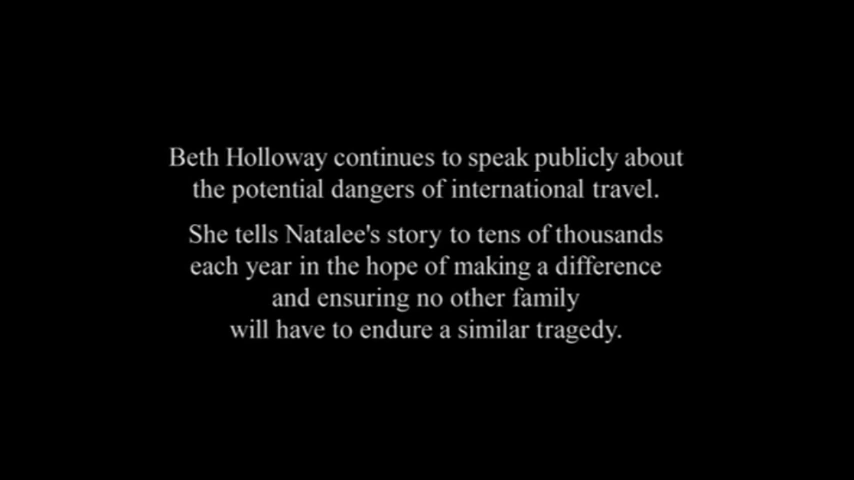 Beth Holloway continues to speak publicly about
the potential dangers of international travel.
She tells Natalee's story to tens of thousands
each year in the hope of making a difference
and ensuring no other family
will have to endure a similar tragedy.